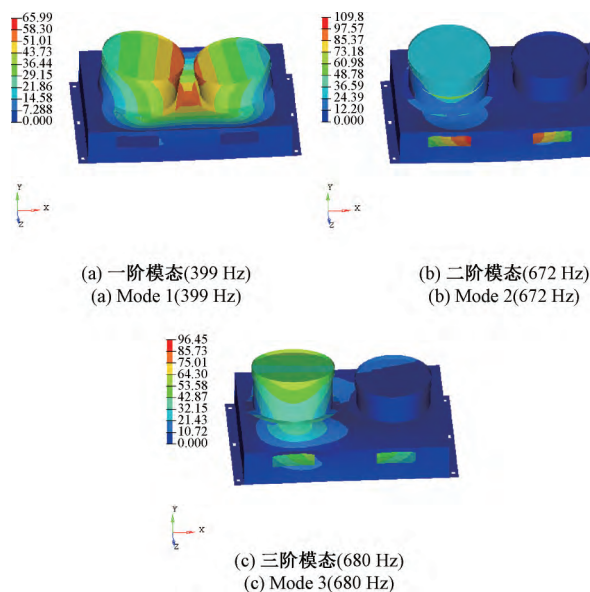 65.99
58.30
51.01
43.73
36.44
29.15
21.86
14.58
7.288
0.000
Y
X
Z
(a) 一阶模态(399 Hz)
(a) Mode 1(399 Hz)
109.8
97.57
85.37
73.18
60.98
48.78
36.59
24.39
12.20
0.000
Y
X
Z
(b) 二阶模态(672 Hz)
(b) Mode 2(672 Hz)
96.45
85.73
75.01
64.30
53.58
42.87
32.15
21.43
10.72
0.000
Y
X
Z
(c) 三阶模态(680 Hz)
(c) Mode 3(680 Hz)